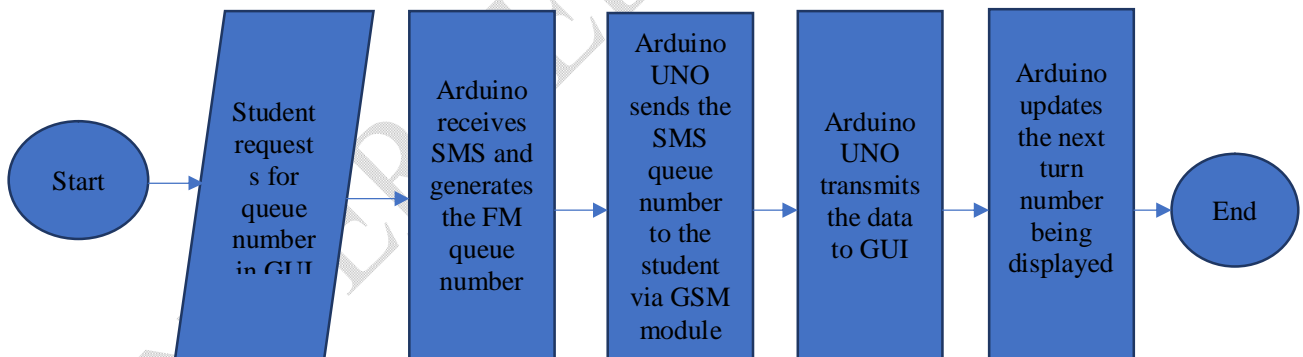 Start
Student
request
s for
queue
number
in GUI
Arduino
receives
SMS and
generates
the FM
queue
number
Arduino
UNO
sends the
SMS
queue
number
to the
student
via GSM
module
Arduino
UNO
transmits
the data
to GUI
Arduino
updates
the next
turn
number
being
displayed
End